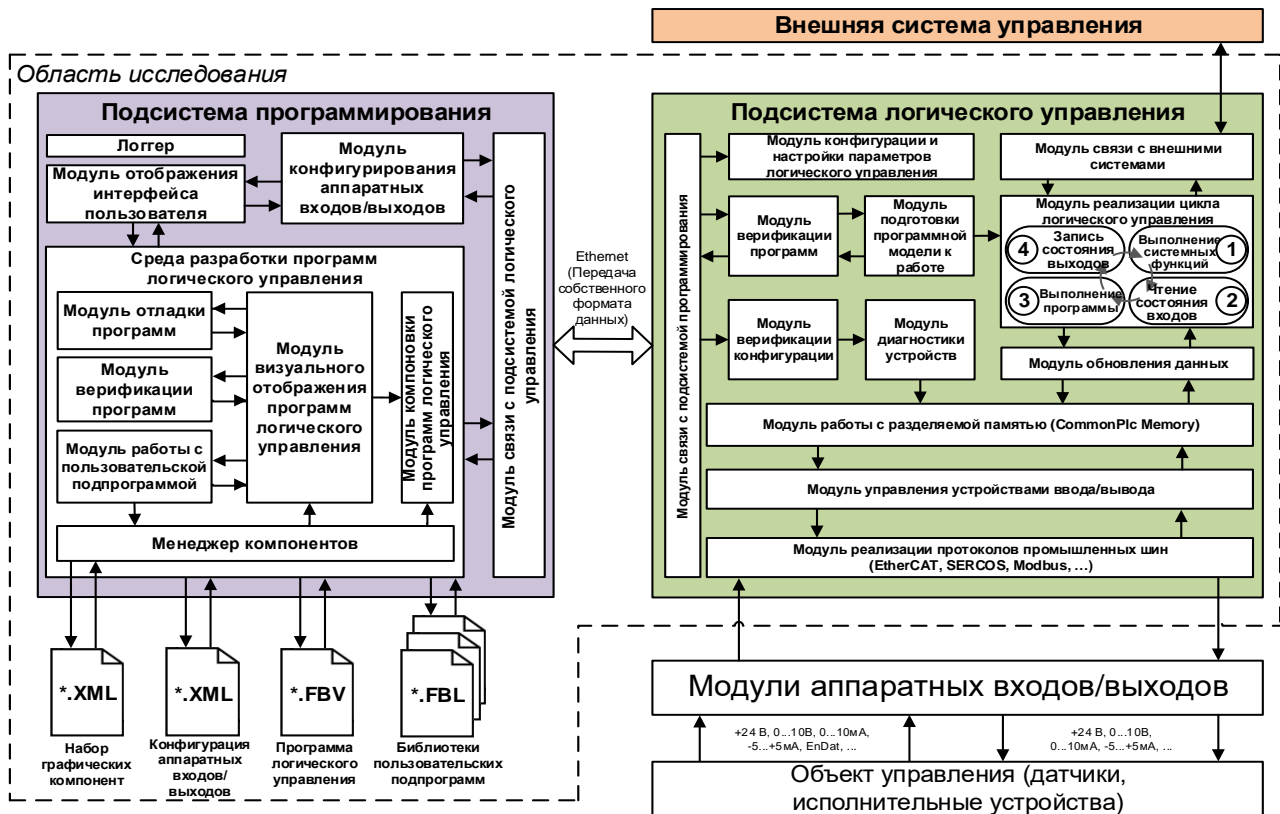 Внешняя система управления
Область исследования
Подсистема программирования
Логгер
Модуль отображения
интерфейса
пользователя
Модуль
конфигурирования
аппаратных
входов/выходов
Среда разработки программ
логического управления
Модуль отладки
программ
Модуль
верификации
программ
Модуль работы с
пользовательской
подпрограммой
Модуль
визуального
отображения
программ
логического
управления
Модуль компоновки
программ логического
управления
Менеджер компонентов
Модуль связи с подсистемой логического
управления
Ethernet
(Передача
собственного
формата
данных)
Подсистема логического управления
Модуль связи с подсистемой программирования
Модуль конфигурации и
настройки параметров
логического управления
Модуль связи с внешними
системами
Модуль
верификации
программ
Модуль
подготовки
программной
модели к
работе
Модуль реализации цикла
логического управления
4
Запись
состояния
выходов
Выполнение
системных
функций
1
3
Выполнение
программы
Чтение
состояния
входов
2
Модуль
верификации
конфигурации
Модуль
диагностики
устройств
Модуль обновления данных
Модуль работы с разделяемой памятью (CommonPlc Memory)
Модуль управления устройствами ввода/вывода
Модуль реализации протоколов промышленных шин
(EtherCAT, SERCOS, Modbus, ...)
*.XML
*.XML
*.FBV
*.FBL
Набор
графических
компонент
Конфигурация
аппаратных
входов/
выходов
Программа
логического
управления
Библиотеки
пользовательских
подпрограмм
Модули аппаратных входов/выходов
+24 В, 0...10В, 0...10мА,
-5...+5мА, EnDat, ...
+24 В, 0...10В,
0...10мА, -5...+5мА, ...
Объект управления (датчики,
исполнительные устройства)